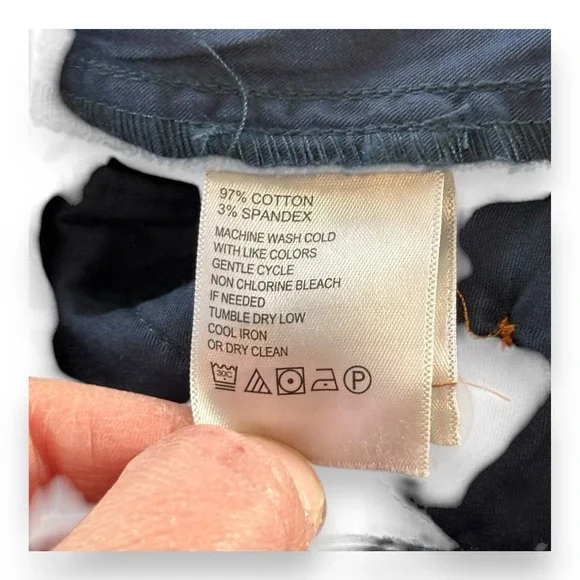 97% COTTON
3% SPANDEX
MACHINE WASH COLD
WITH LIKE COLORS
GENTLE CYCLE
NON CHLORINE BLEACH
IF NEEDED
TUMBLE DRY LOW
COOL IRON
OR DRY CLEAN
30C P